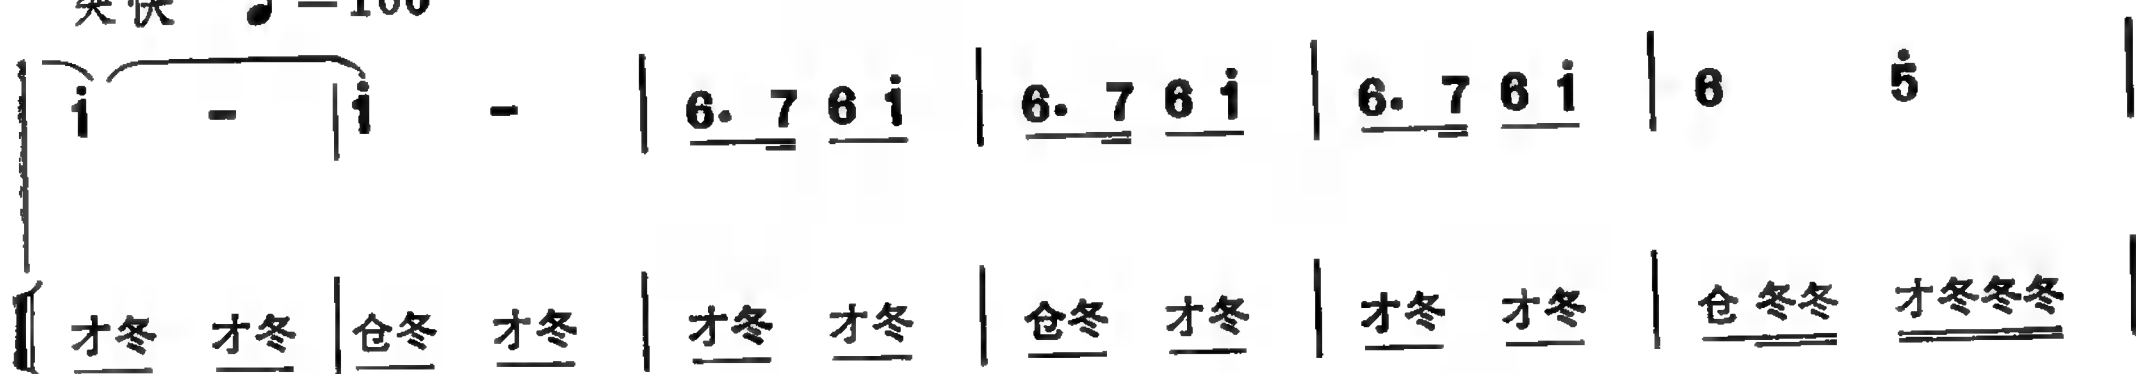 快
i̇ - | i̇ - | 6. 7 6 i̇ | 6. 7 6 i̇ | 6. 7 6 i̇ | 6 5̇ |
才冬 才冬 | 仓冬 才冬 | 才冬 才冬 | 仓冬 才冬 | 才冬 才冬 | 仓 冬冬 才冬冬冬 |